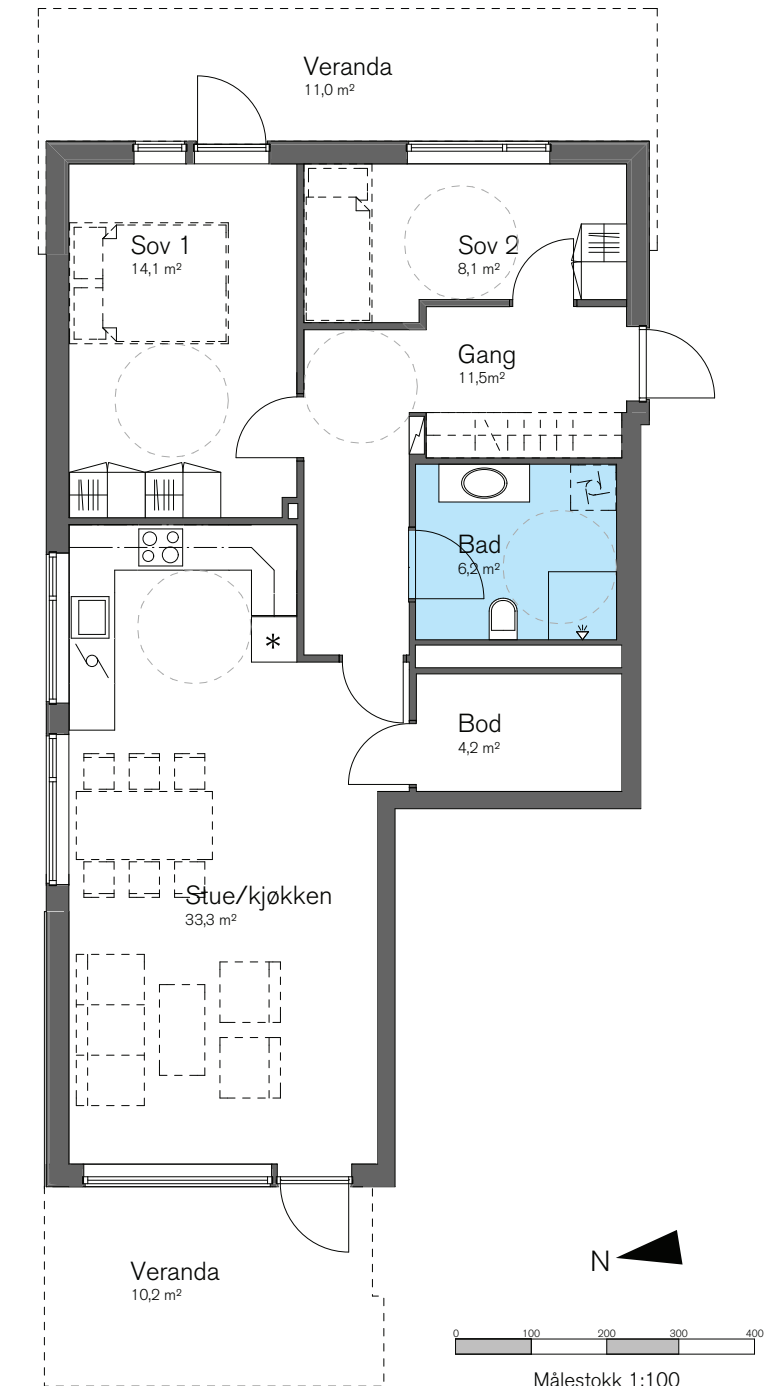 Veranda
11,0 m²
Sov 1
14,1 m²
Sov 2
8,1 m²
Gang
11,5m²
Bad
6,2 m²
*
Bod
4,2 m²
Stue/kjøkken
33,3 m²
Veranda
10,2 m²
N
0 100 200 300 400
Målestokk 1:100